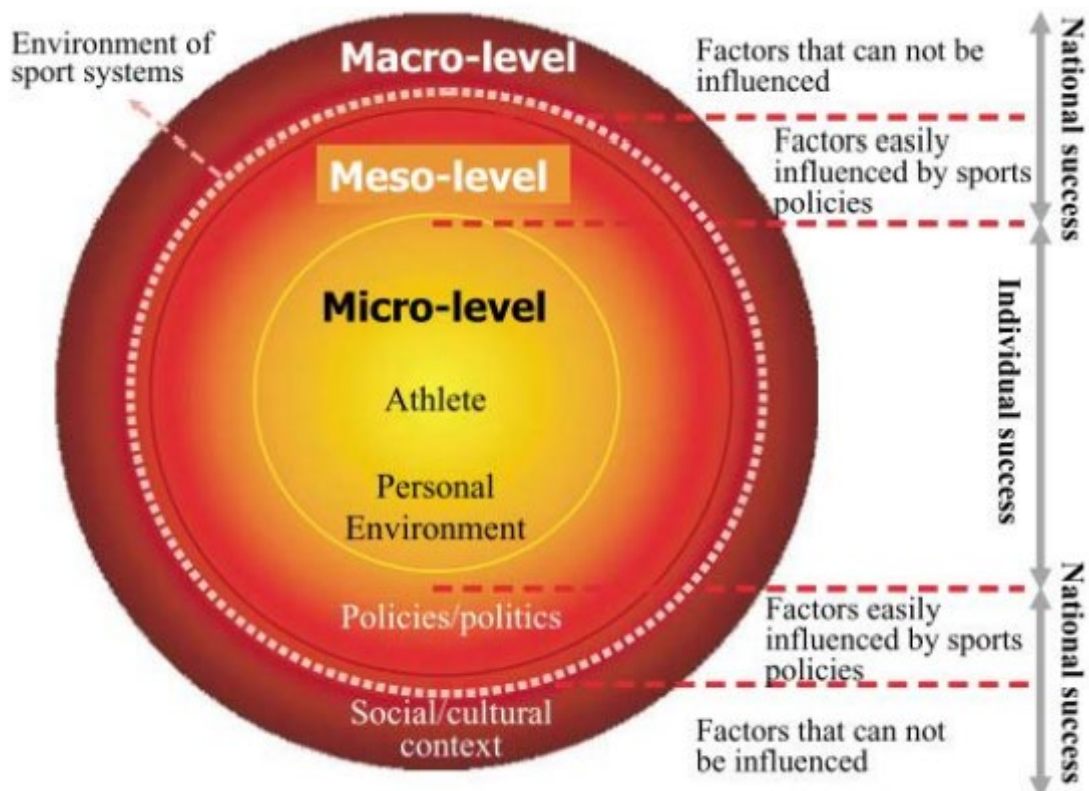 Environment of
sport systems
Macro-level
Factors that can not be
influenced
National success
Meso-level
Factors easily
influenced by sports
policies
Micro-level
Athlete
Personal
Environment
Individual success
Policies/politics
Factors easily
influenced by sports
policies
National success
Social/cultural
context
Factors that can not
be influenced